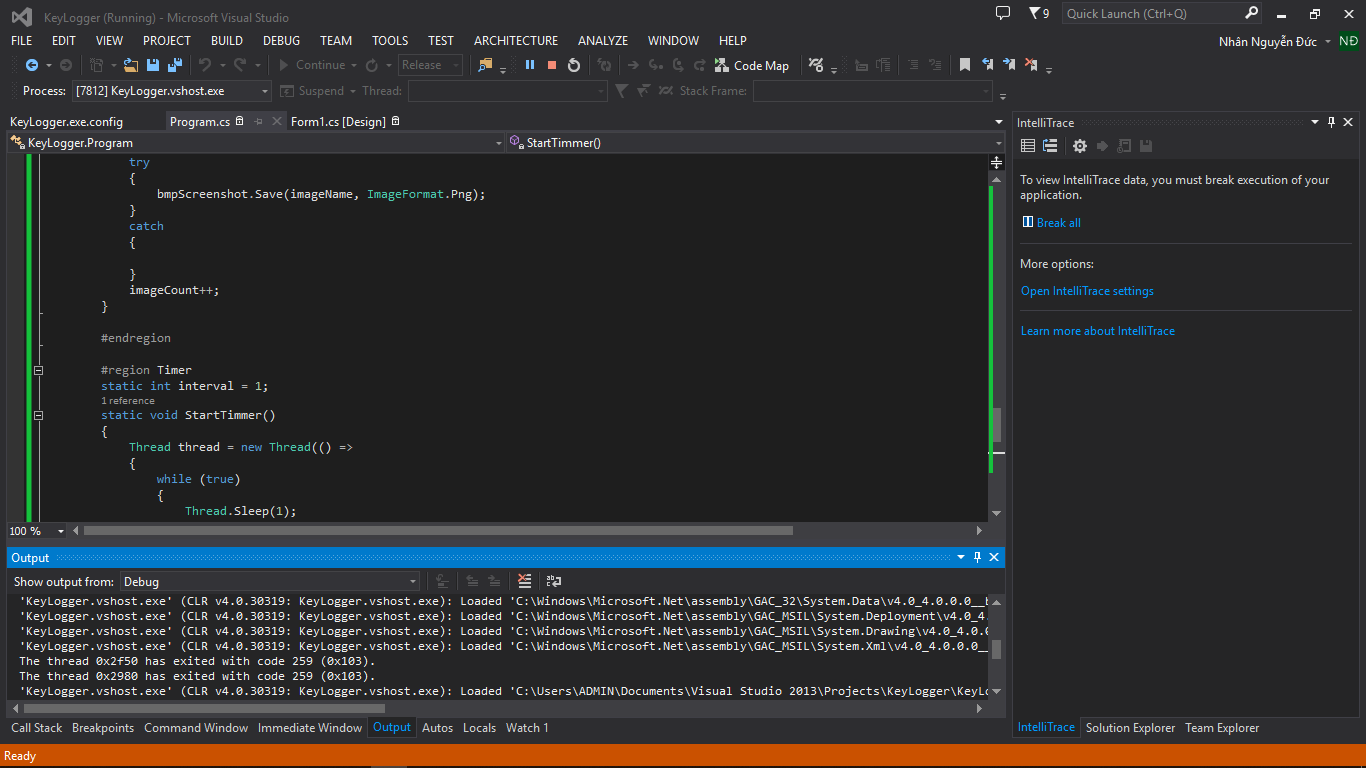 KeyLogger (Running) - Microsoft Visual Studio
9
Quick Launch (Ctrl+Q)
FILE EDIT VIEW PROJECT BUILD DEBUG TEAM TOOLS TEST ARCHITECTURE ANALYZE WINDOW HELP
Nhân Nguyễn Đức
NĐ
Continue
Release
Code Map
Process: [7812] KeyLogger.vshost.exe
Suspend
Thread:
Stack Frame:
KeyLogger.exe.config
Program.cs
Form1.cs [Design]
KeyLogger.Program
StartTimmer()
try
{
bmpScreenshot.Save(imageName, ImageFormat.Png);
}
catch
{
}
imageCount++;
}
#endregion
#region Timer
static int interval = 1;
1 reference
static void StartTimmer()
{
Thread thread = new Thread(() =>
{
while (true)
{
Thread.Sleep(1);
100 %
IntelliTrace
To view IntelliTrace data, you must break execution of your
application.
Break all
More options:
Open IntelliTrace settings
Learn more about IntelliTrace
Output
Show output from: Debug
'KeyLogger.vshost.exe' (CLR v4.0.30319: KeyLogger.vshost.exe): Loaded 'C:\Windows\Microsoft.Net\assembly\GAC_32\System.Data\v4.0_4.0.0.0__b
'KeyLogger.vshost.exe' (CLR v4.0.30319: KeyLogger.vshost.exe): Loaded 'C:\Windows\Microsoft.Net\assembly\GAC_MSIL\System.Deployment\v4.0_4.
'KeyLogger.vshost.exe' (CLR v4.0.30319: KeyLogger.vshost.exe): Loaded 'C:\Windows\Microsoft.Net\assembly\GAC_MSIL\System.Drawing\v4.0_4.0.0
'KeyLogger.vshost.exe' (CLR v4.0.30319: KeyLogger.vshost.exe): Loaded 'C:\Windows\Microsoft.Net\assembly\GAC_MSIL\System.Xml\v4.0_4.0.0.0__
The thread 0x2f50 has exited with code 259 (0x103).
The thread 0x2980 has exited with code 259 (0x103).
'KeyLogger.vshost.exe' (CLR v4.0.30319: KeyLogger.vshost.exe): Loaded 'C:\Users\ADMIN\Documents\Visual Studio 2013\Projects\KeyLogger\KeyLo
Call Stack Breakpoints Command Window Immediate Window Output Autos Locals Watch 1
IntelliTrace Solution Explorer Team Explorer
Ready